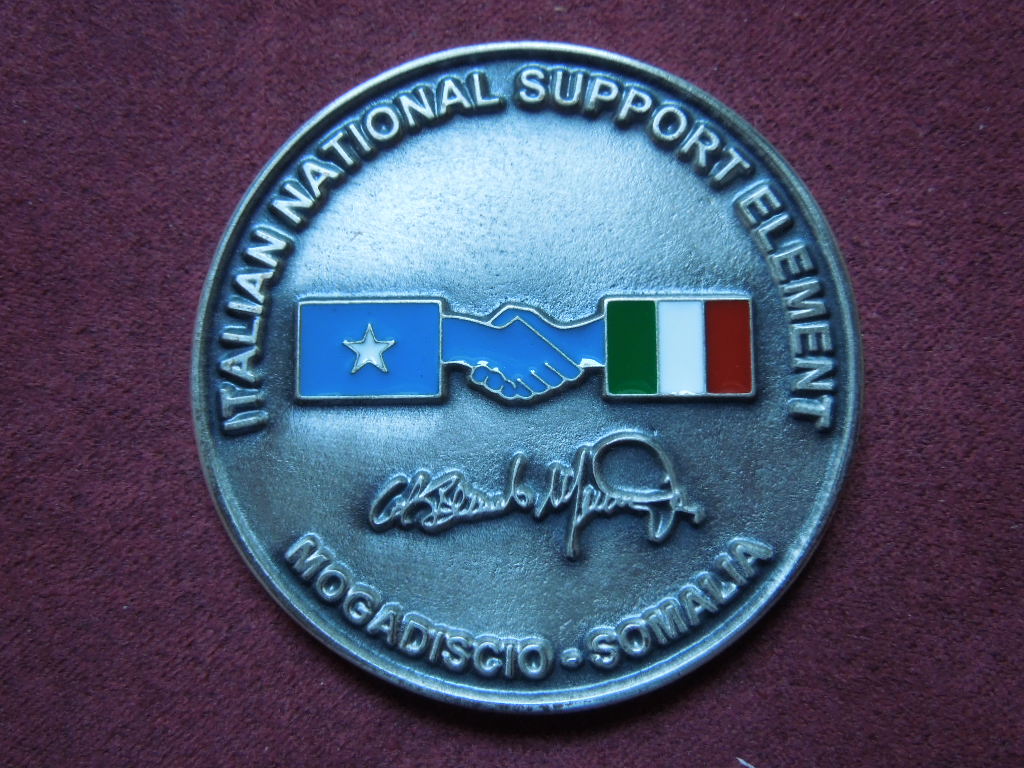 ITALIAN NATIONAL SUPPORT ELEMENT
MOGADISCIO - SOMALIA